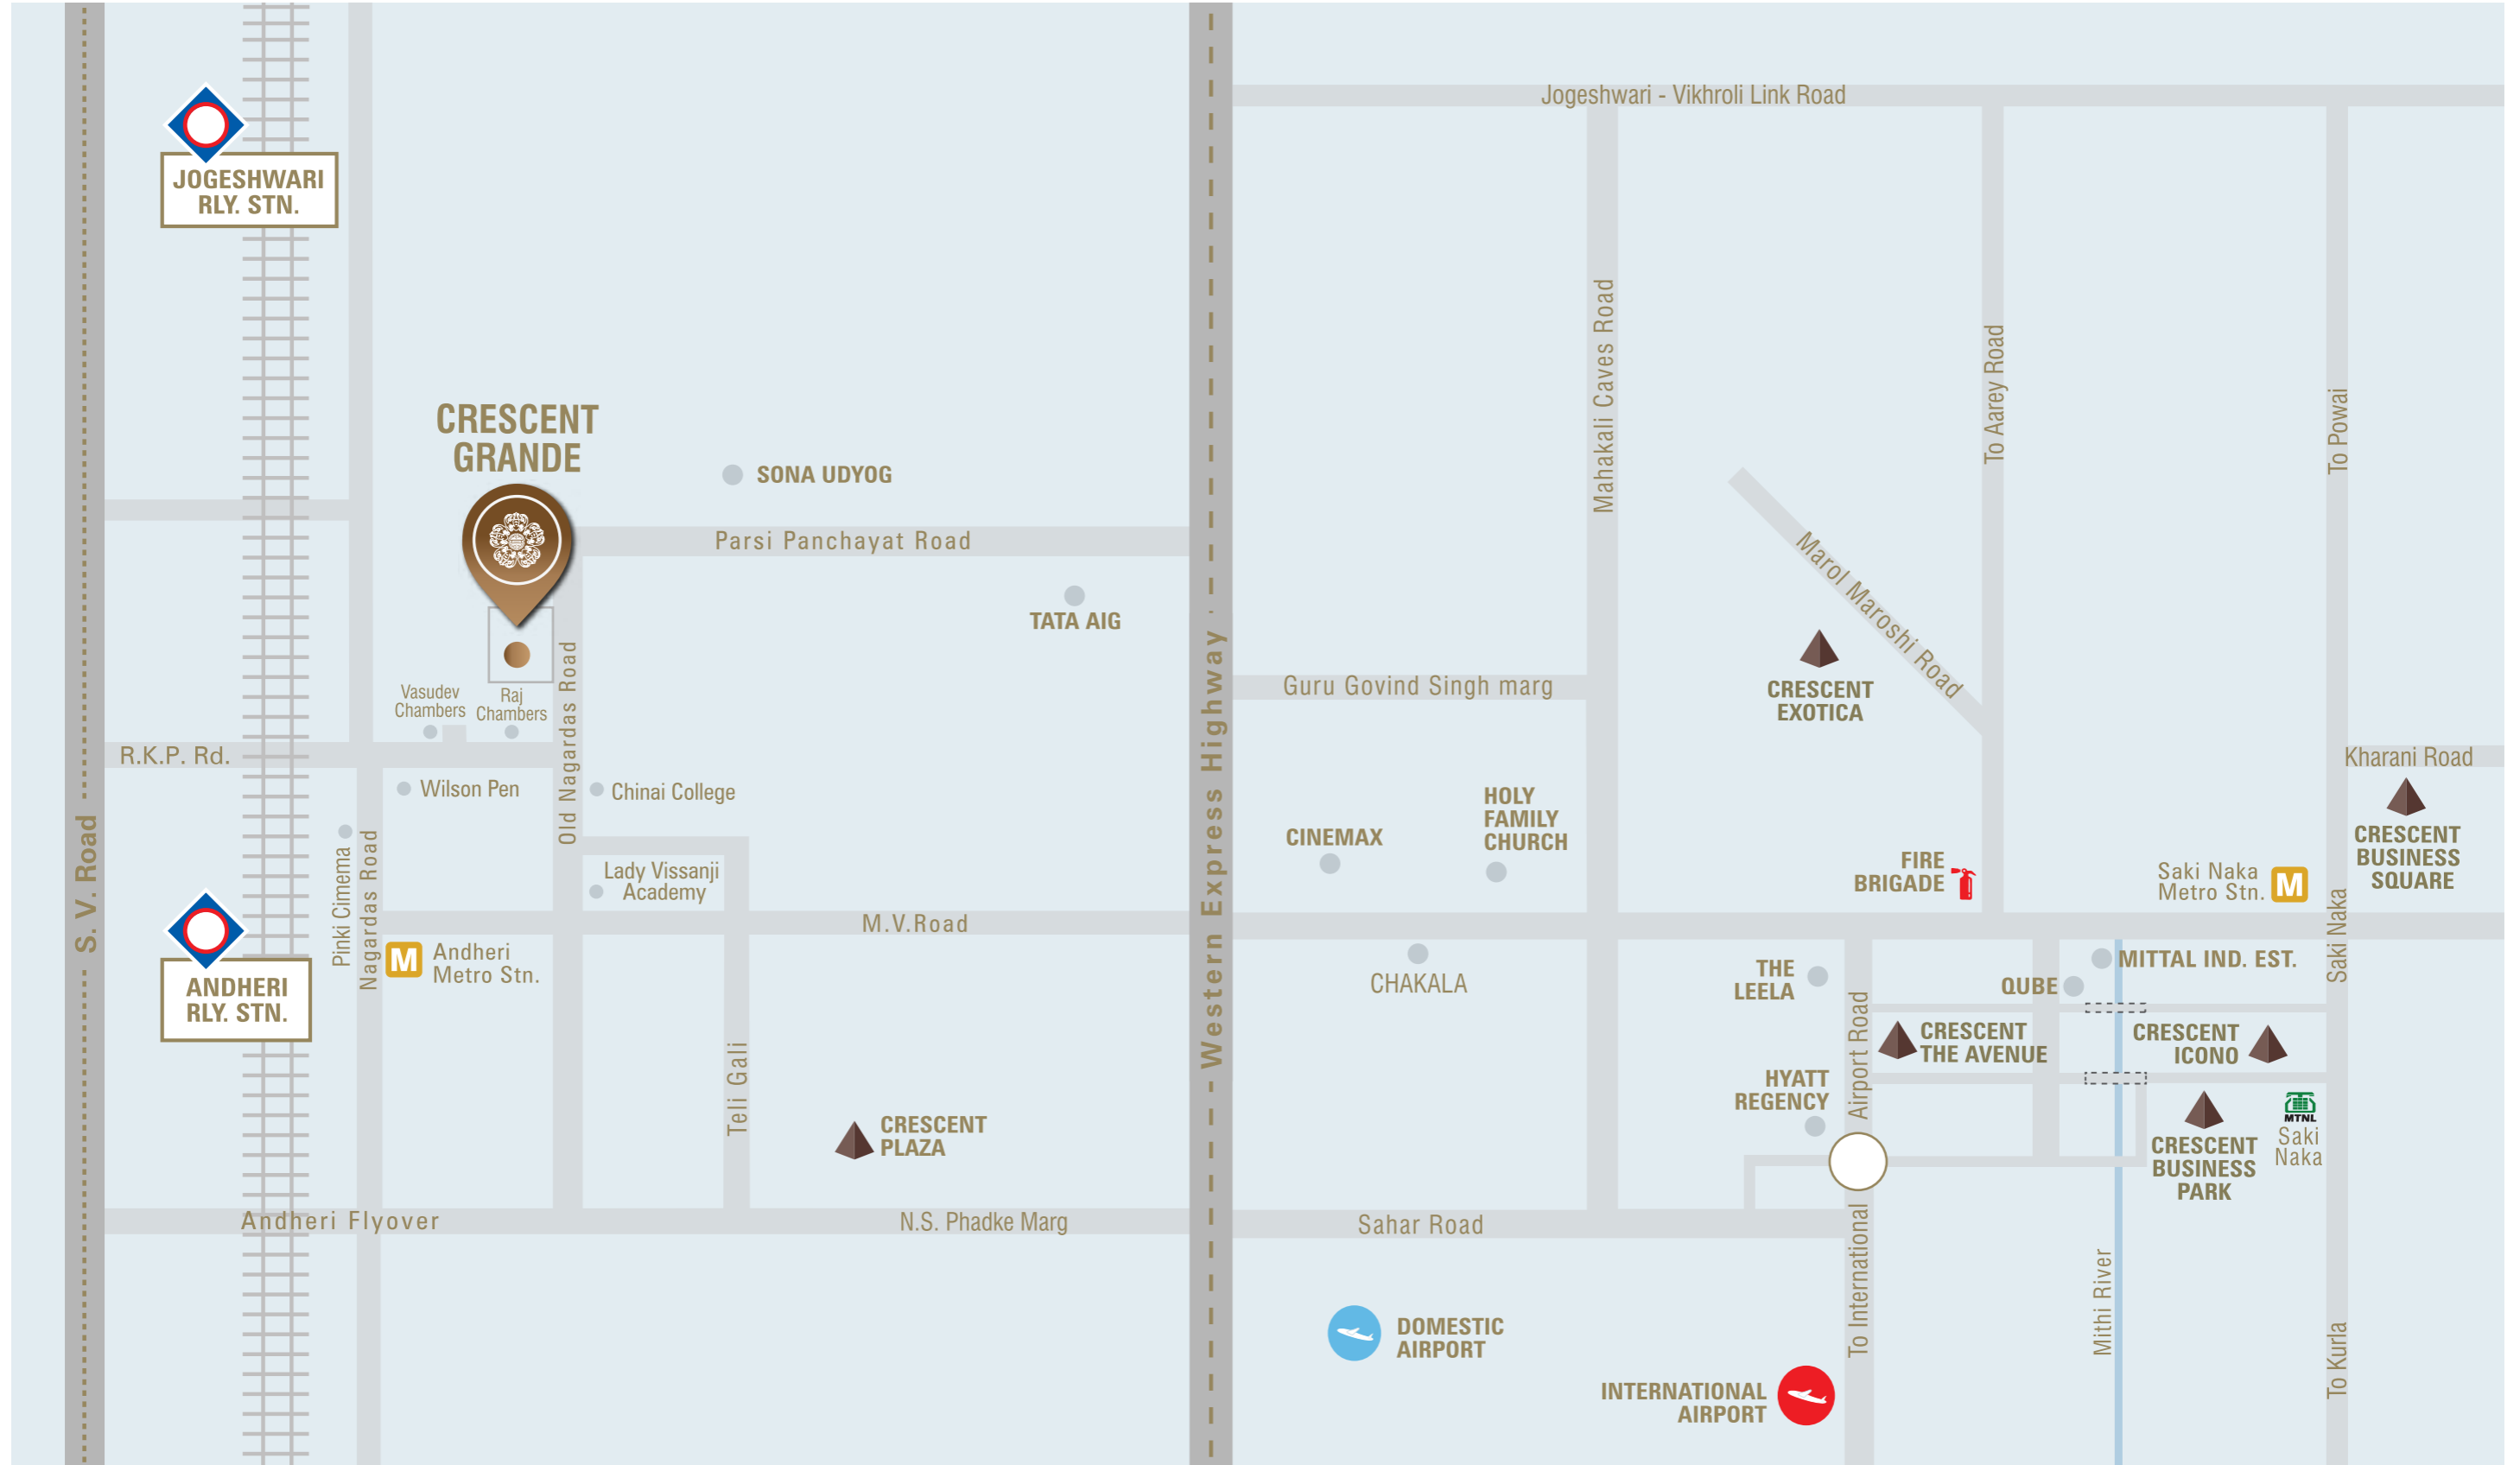 Jogeshwari - Vikhroli Link Road
JOGESHWARI
RLY. STN.
Mahakali Caves Road
To Aarey Road
To Powai
CRESCENT
GRANDE
SONA UDYOG
Parsi Panchayat Road
TATA AIG
Marol Maroshi Road
CRESCENT
EXOTICA
Guru Govind Singh marg
Vasudev
Chambers
Raj
Chambers
Old Nagardas Road
Western Express Highway
R.K.P. Rd.
Kharani Road
Wilson Pen
Chinai College
S. V. Road
Pinki Cimema
Nagardas Road
Lady Vissanji
Academy
CINEMAX
HOLY
FAMILY
CHURCH
FIRE
BRIGADE
Saki Naka
Metro Stn.
M
CRESCENT
BUSINESS
SQUARE
Saki Naka
M.V.Road
ANDHERI
RLY. STN.
M
Andheri
Metro Stn.
CHAKALA
THE
LEELA
MITTAL IND. EST.
QUBE
Airport Road
CRESCENT
THE AVENUE
CRESCENT
ICONO
HYATT
REGENCY
Teli Gali
CRESCENT
PLAZA
CRESCENT
BUSINESS
PARK
MTNL
Saki
Naka
Andheri Flyover
N.S. Phadke Marg
Sahar Road
To International
Mithi River
To Kurla
DOMESTIC
AIRPORT
INTERNATIONAL
AIRPORT